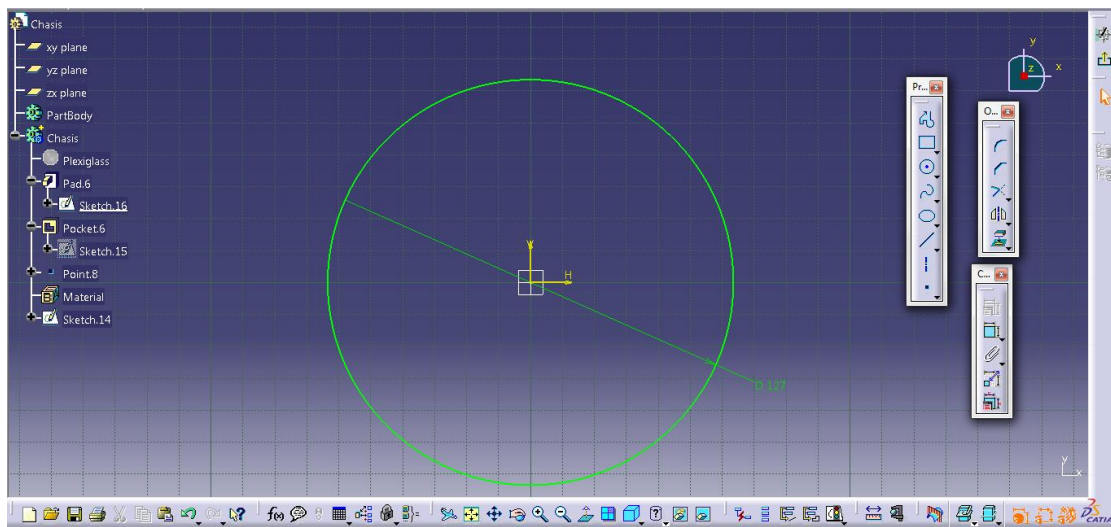 Chasis
xy plane
yz plane
zx plane
PartBody
Chasis
Plexiglass
Pad.6
Sketch.16
Pocket.6
Sketch.15
Point.8
Material
Sketch.14
V
H
D 127
y
x
z
Pr...
O...
C...
y
x
f(x)